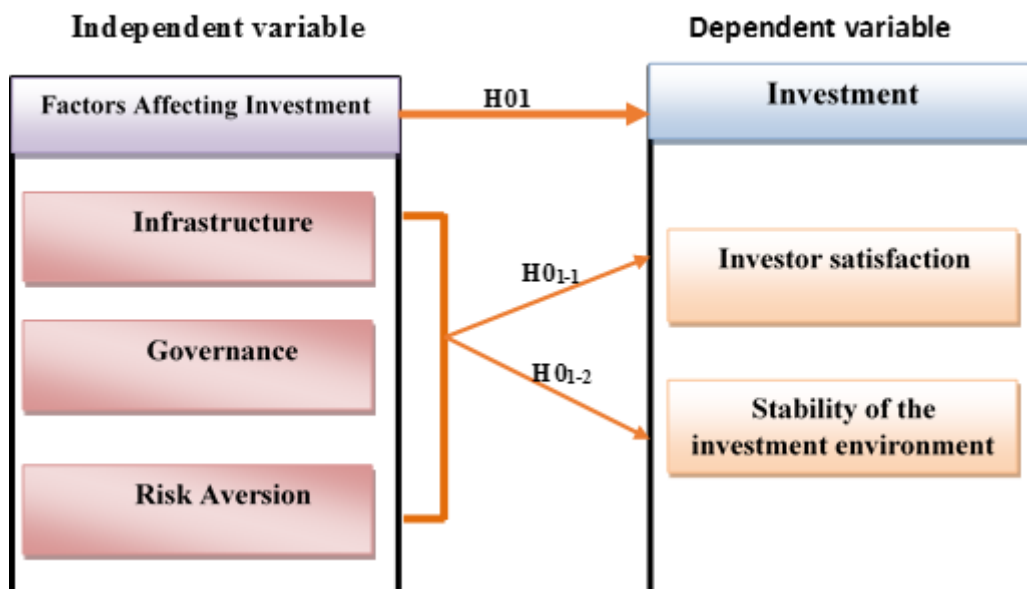 Independent variable
Dependent variable
Factors Affecting Investment
H01
Investment
Infrastructure
Governance
Risk Aversion
H0₁₋₁
H0₁₋₂
Investor satisfaction
Stability of the
investment environment